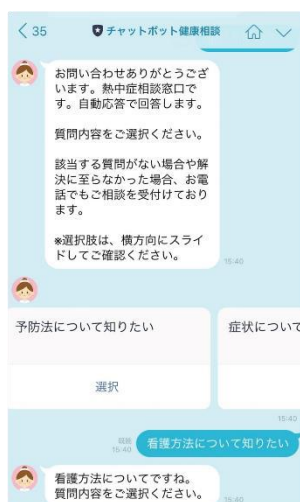 35
チャットボット健康相談
お問い合わせありがとうござ
います。熱中症相談窓口で
す。自動応答で回答します。
質問内容をご選択ください。
該当する質問がない場合や解
決に至らなかった場合、お電
話でもご相談を受付けており
ます。
※選択肢は、横方向にスライ
ドしてご確認ください。
15:40
予防法について知りたい
症状について
選択
15:40
既読
15:40
看護方法について知りたい
看護方法についてですね。
質問内容をご選択ください。
15:40